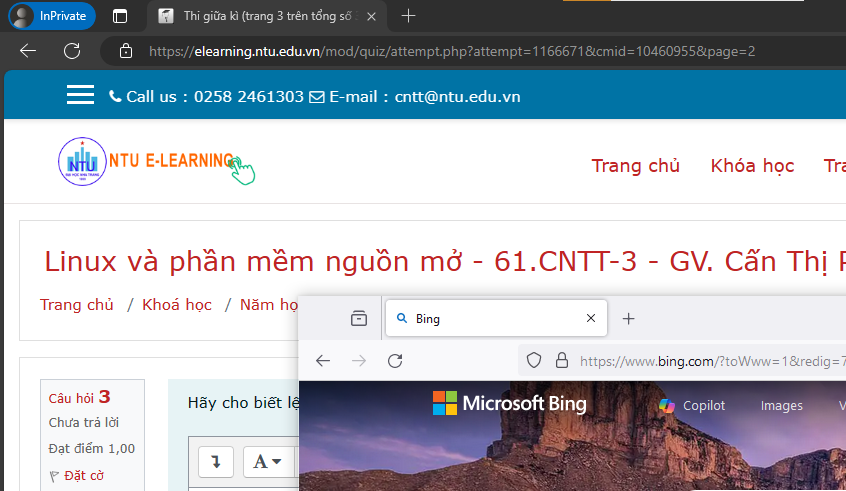 InPrivate
Thi giữa kì (trang 3 trên tổng số
https://elearning.ntu.edu.vn/mod/quiz/attempt.php?attempt=1166671&cmid=10460955&page=2
Call us : 0258 2461303 E-mail : cntt@ntu.edu.vn
NTU
NTU E-LEARNING
Trang chủ Khóa học
Linux và phần mềm nguồn mở - 61.CNTT-3 - GV. Cấn Thị
Trang chủ / Khoá học / Năm
Bing
https://www.bing.com/?toWww=1&redig=7
Microsoft Bing
Copilot Images
Câu hỏi 3
Chưa trả lời
Đạt điểm 1,00
Đặt cờ
Hãy cho biết
A